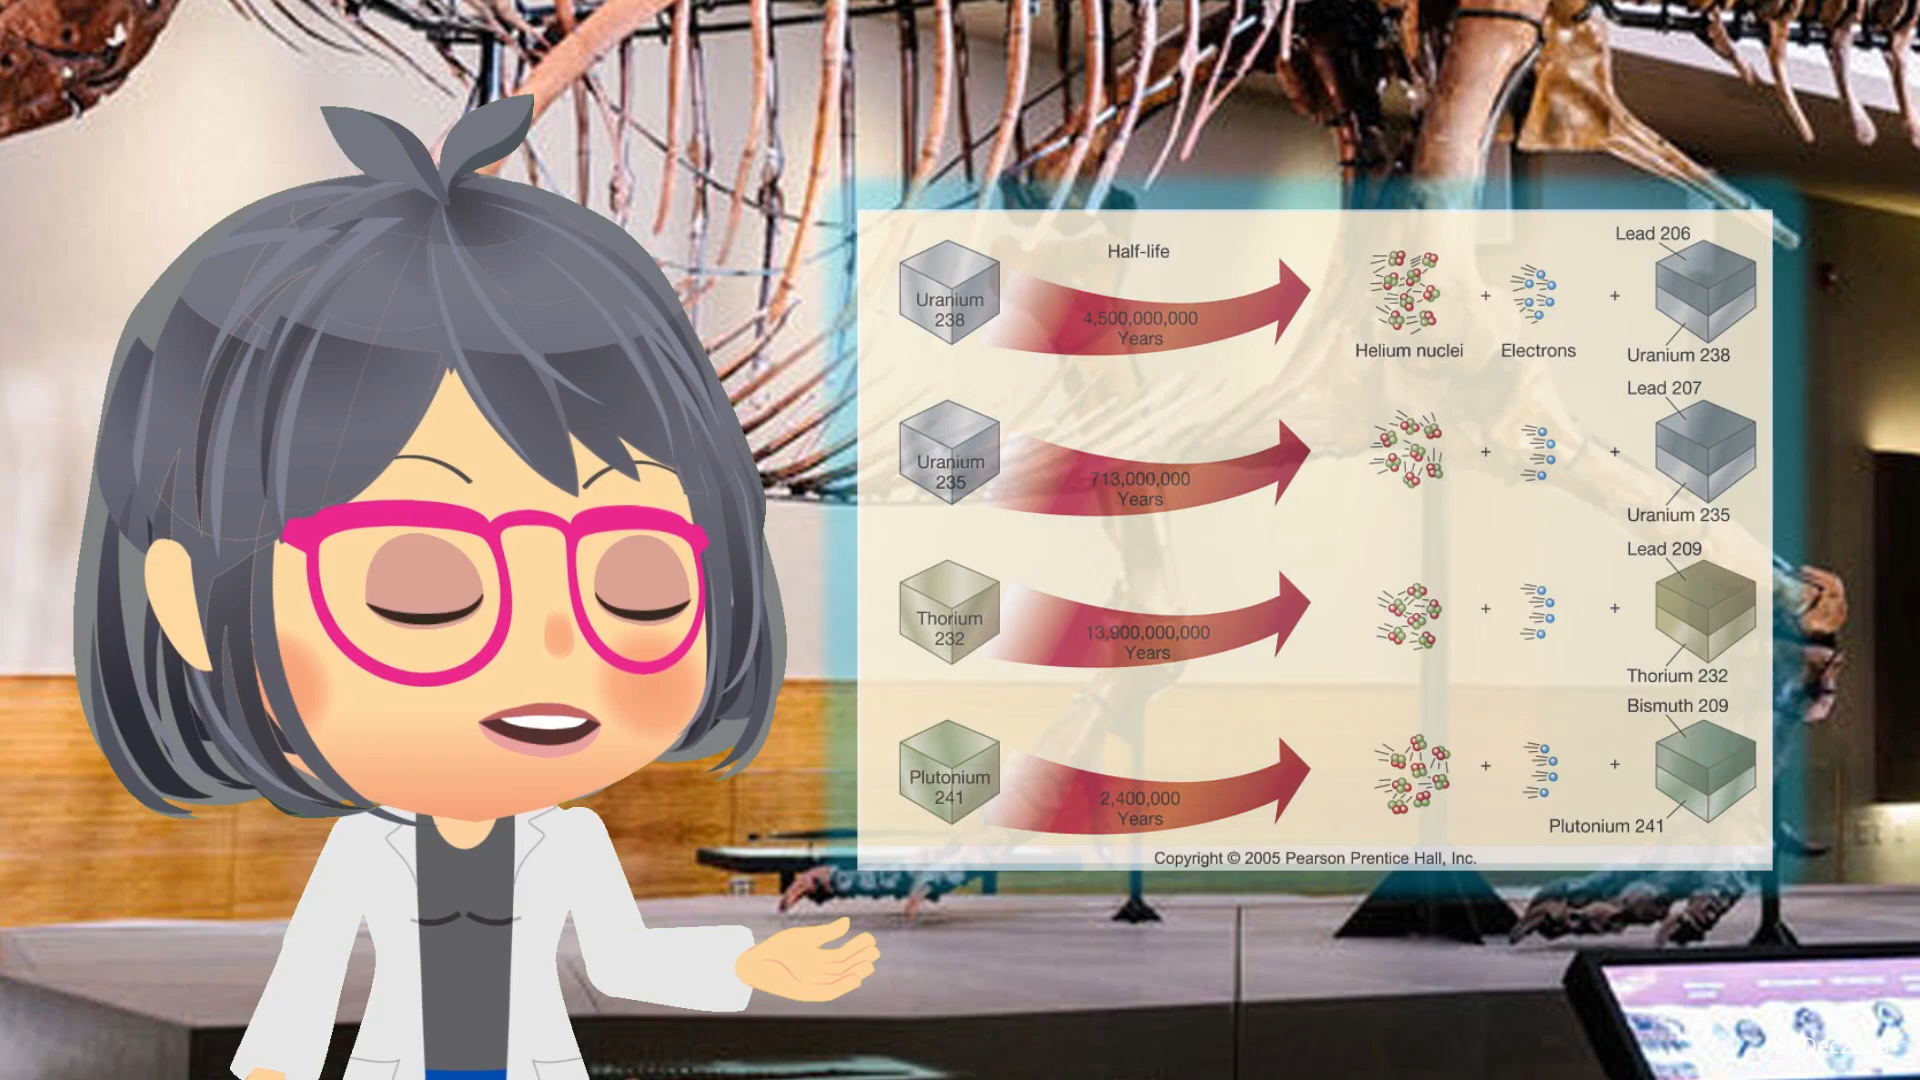 Half-life
Lead 206
Uranium
238
4,500,000,000
Years
Helium nuclei
Electrons
+
+
Uranium 238
Lead 207
Uranium
235
713,000,000
Years
+
+
Uranium 235
Lead 209
Thorium
232
13,900,000,000
Years
+
+
Thorium 232
Bismuth 209
Plutonium
241
2,400,000
Years
+
+
Plutonium 241
Copyright © 2005 Pearson Prentice Hall, Inc.